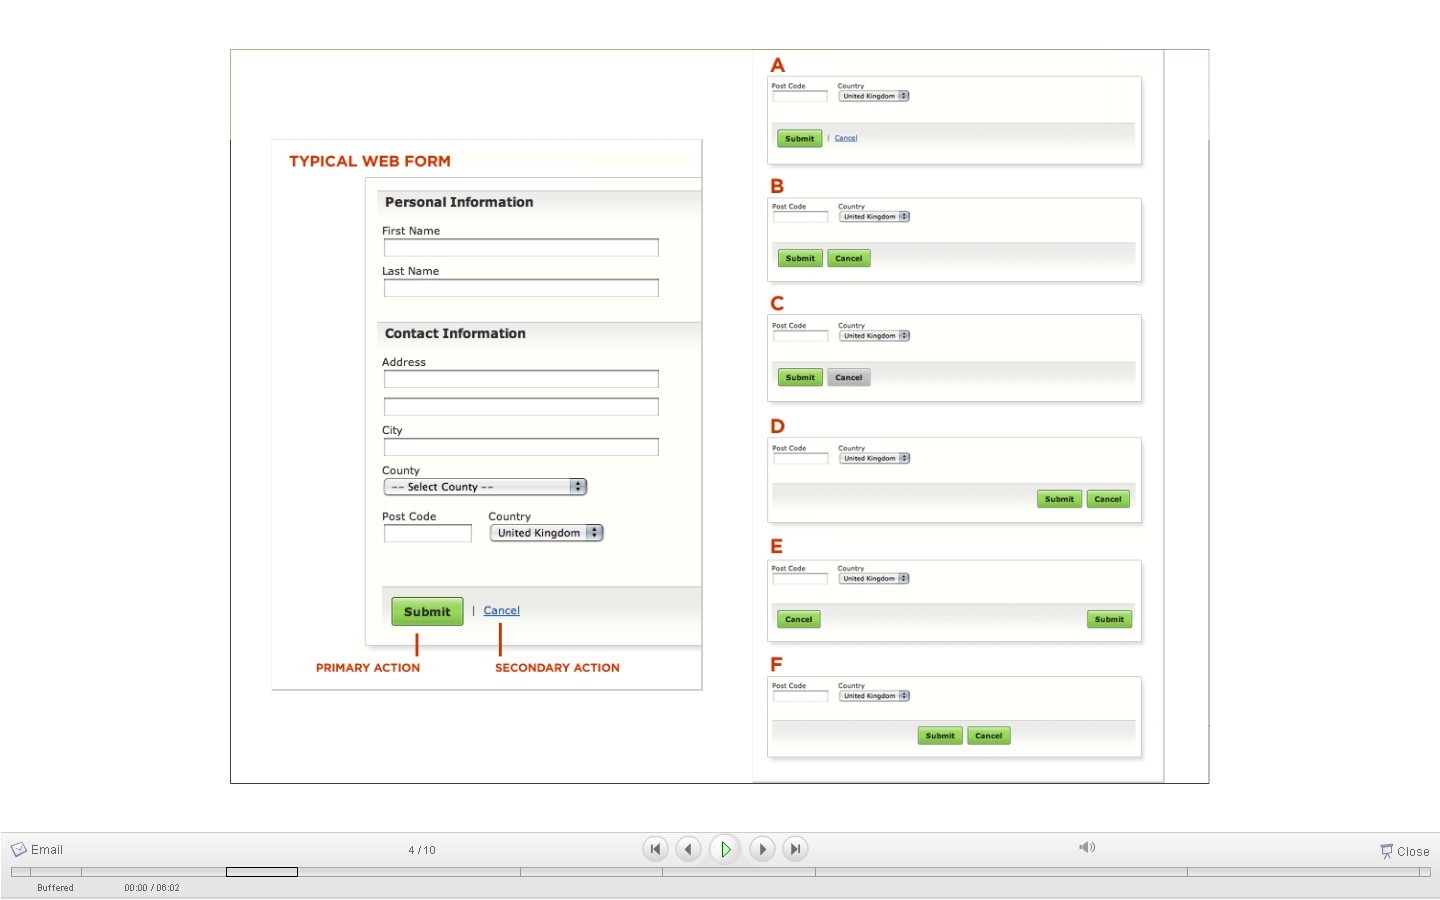 TYPICAL WEB FORM
Personal Information
First Name
Last Name
Contact Information
Address
City
County
-- Select County --
Post Code Country
United Kingdom
Submit | Cancel
PRIMARY ACTION SECONDARY ACTION
A
Post Code Country
United Kingdom
Submit | Cancel
B
Post Code Country
United Kingdom
Submit Cancel
C
Post Code Country
United Kingdom
Submit Cancel
D
Post Code Country
United Kingdom
Submit Cancel
E
Post Code Country
United Kingdom
Cancel Submit
F
Post Code Country
United Kingdom
Submit Cancel
Email 4 / 10 Close
Buffered 00:00 / 06:02